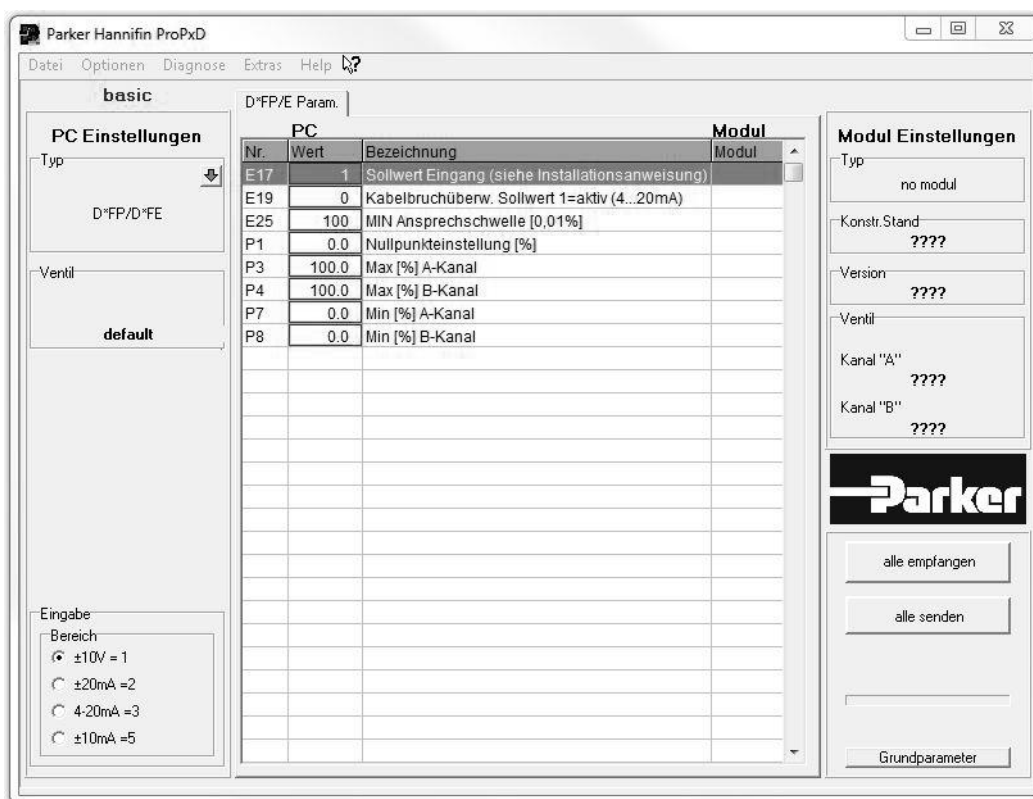 Parker Hannifin ProPxD
Datei Optionen Diagnose Extras Help
basic
PC Einstellungen
Typ
D*FP/D*FE
Ventil
default
Eingabe
Bereich
±10V = 1
±20mA =2
4-20mA =3
±10mA =5
D*FP/E Param.
PC Modul
Nr. Wert Bezeichnung Modul
E17 1 Sollwert Eingang (siehe Installationsanweisung)
E19 0 Kabelbruchüberw. Sollwert 1=aktiv (4...20mA)
E25 100 MIN Ansprechschwelle [0,01%]
P1 0.0 Nullpunkteinstellung [%]
P3 100.0 Max [%] A-Kanal
P4 100.0 Max [%] B-Kanal
P7 0.0 Min [%] A-Kanal
P8 0.0 Min [%] B-Kanal
Modul Einstellungen
Typ
no modul
Konstr.Stand
????
Version
????
Ventil
Kanal "A"
????
Kanal "B"
????
Parker
alle empfangen
alle senden
Grundparameter